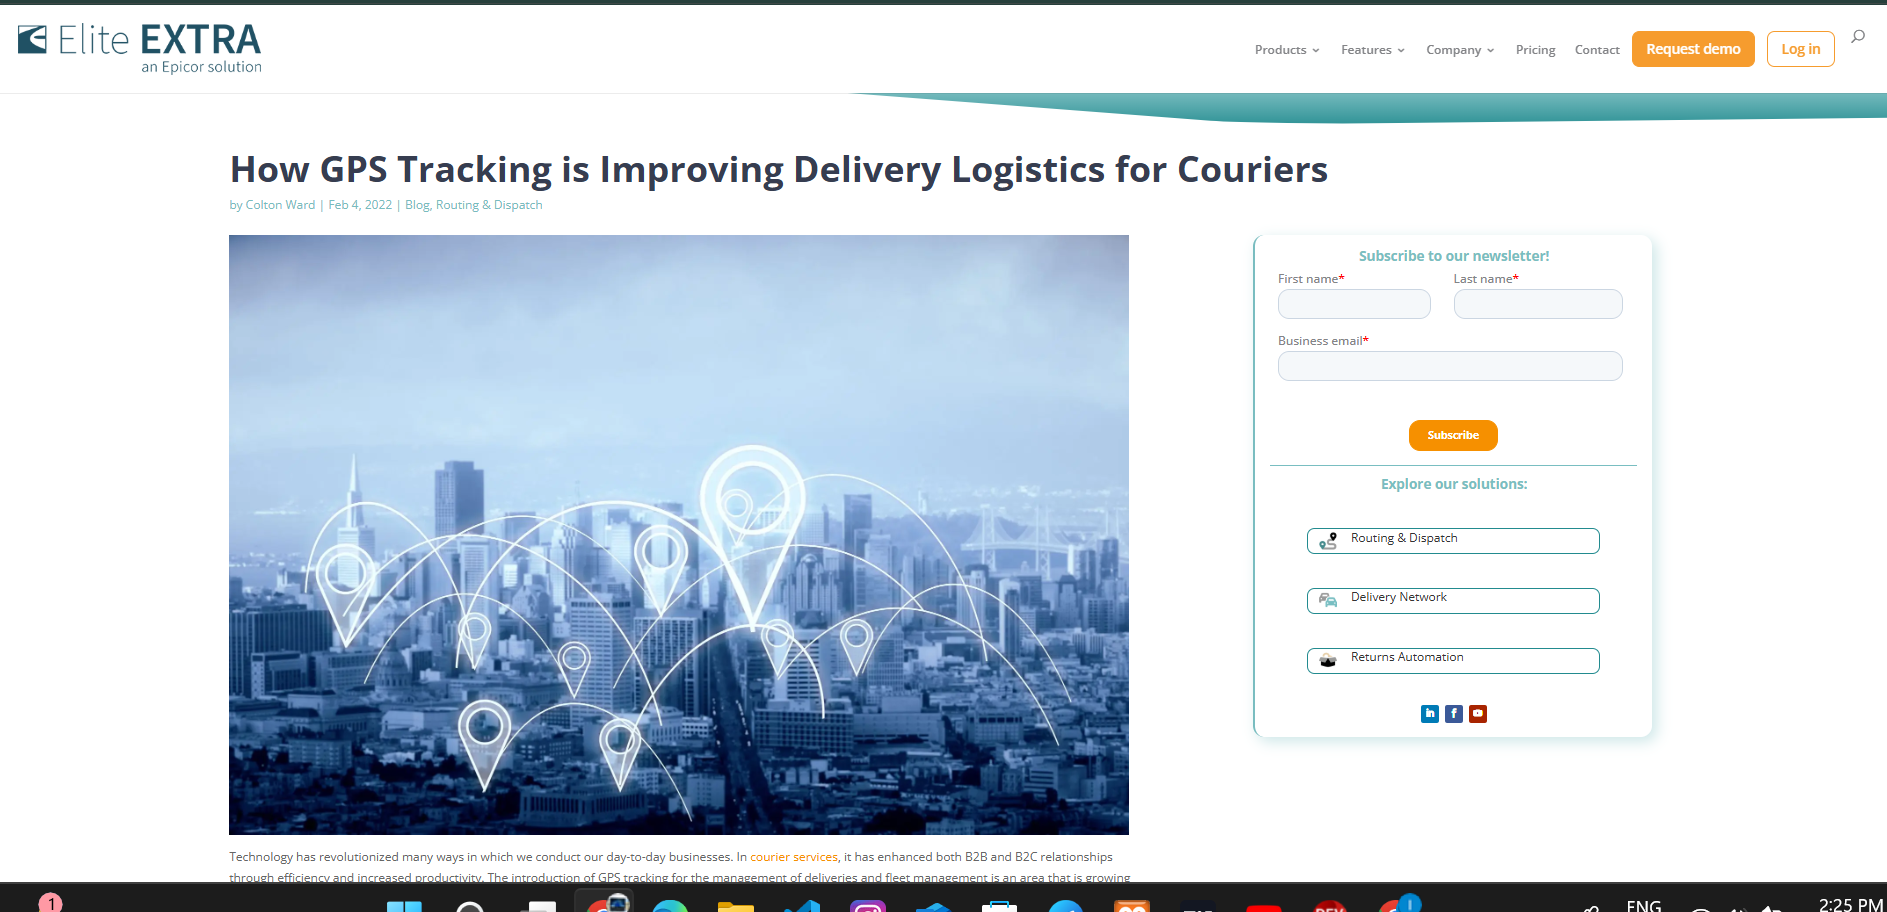 Elite EXTRA
an Epicor solution
Products
Features
Company
Pricing
Contact
Request demo
Log in
How GPS Tracking is Improving Delivery Logistics for Couriers
by Colton Ward | Feb 4, 2022 | Blog, Routing & Dispatch
Subscribe to our newsletter!
First name*
Last name*
Business email*
Subscribe
Explore our solutions:
Routing & Dispatch
Delivery Network
Returns Automation
Technology has revolutionized many ways in which we conduct our day-to-day businesses. In courier services, it has enhanced both B2B and B2C relationships
through efficiency and increased productivity. The introduction of GPS tracking for the management of deliveries and fleet management is an area that is growing
1
ENG
2:25 PM